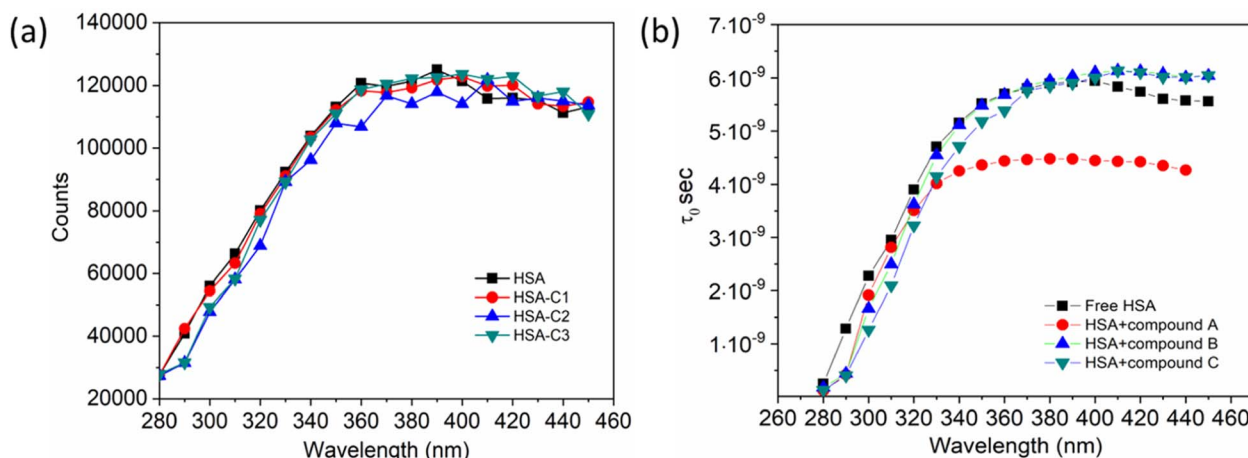 (a)
140000
120000
100000
80000
60000
40000
20000
Counts
HSA
HSA-C1
HSA-C2
HSA-C3
280 300 320 340 360 380 400 420 440 460
Wavelength (nm)
(b)
7·10⁻⁹
6·10⁻⁹
5·10⁻⁹
4·10⁻⁹
3·10⁻⁹
2·10⁻⁹
1·10⁻⁹
τ₀ sec
Free HSA
HSA+compound A
HSA+compound B
HSA+compound C
260 280 300 320 340 360 380 400 420 440 460
Wavelength (nm)